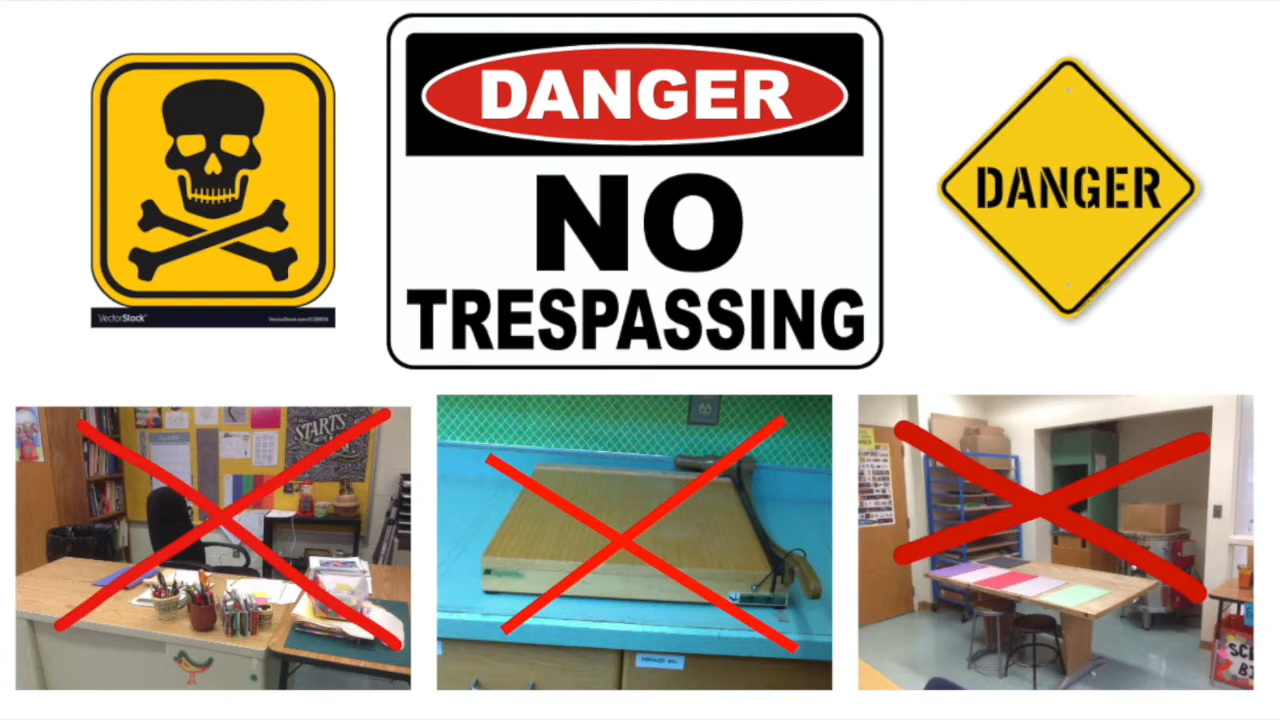 DANGER
NO
TRESPASSING
DANGER
VectorStock
STARTS